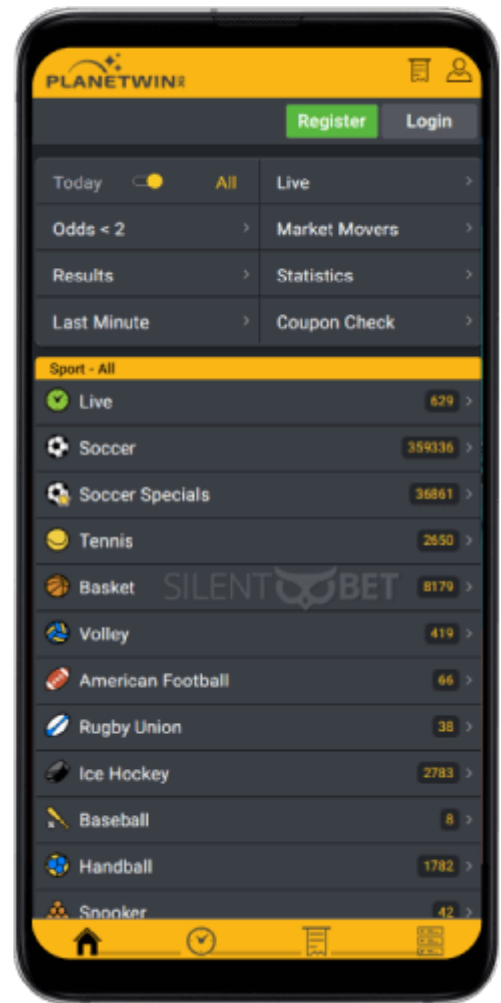 PLANETWIN
Register Login
Today All Live
Odds < 2 Market Movers
Results Statistics
Last Minute Coupon Check
Sport - All
Live 629
Soccer 359336
Soccer Specials 36861
Tennis 2650
Basket 8179
SILENTBET
Volley 419
American Football 66
Rugby Union 38
Ice Hockey 2783
Baseball 8
Handball 1782
Snooker 42